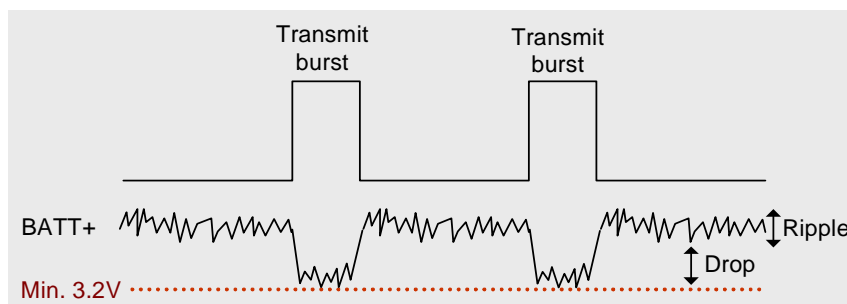 Transmit
burst
Transmit
burst
BATT+
Ripple
Drop
Min. 3.2V